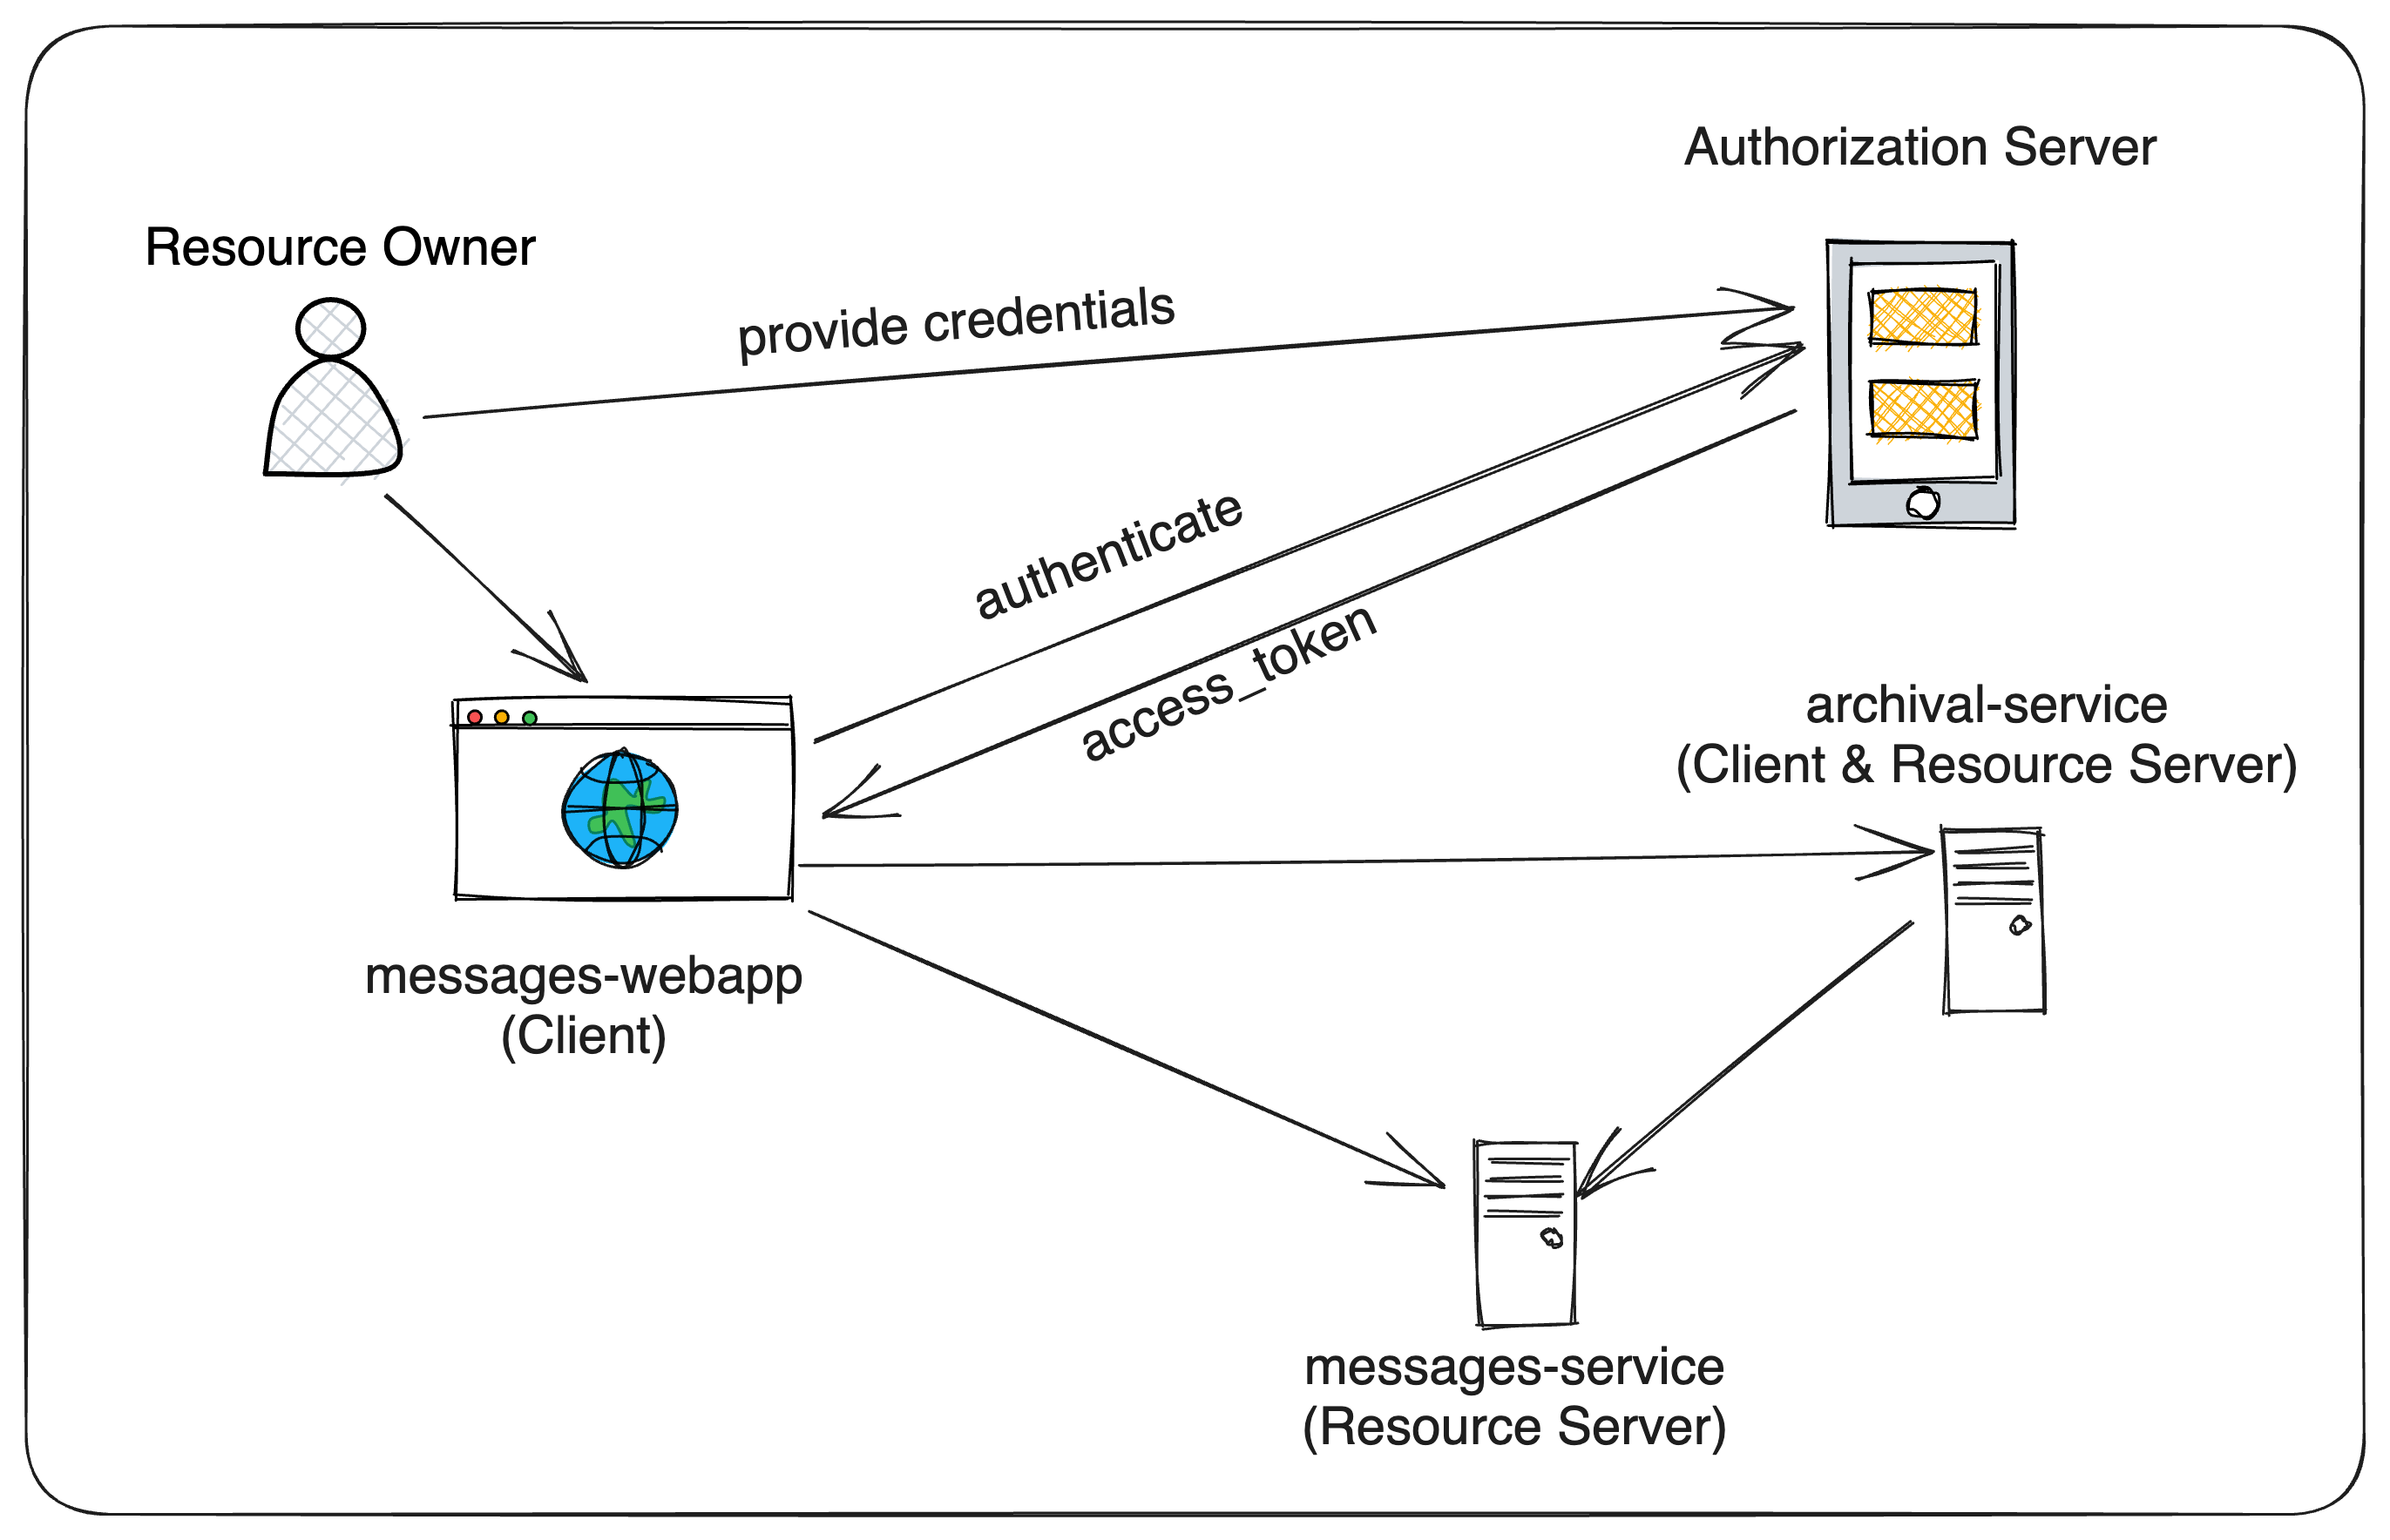 Authorization Server
Resource Owner
provide credentials
authenticate
access_token
archival-service
(Client & Resource Server)
messages-webapp
(Client)
messages-service
(Resource Server)